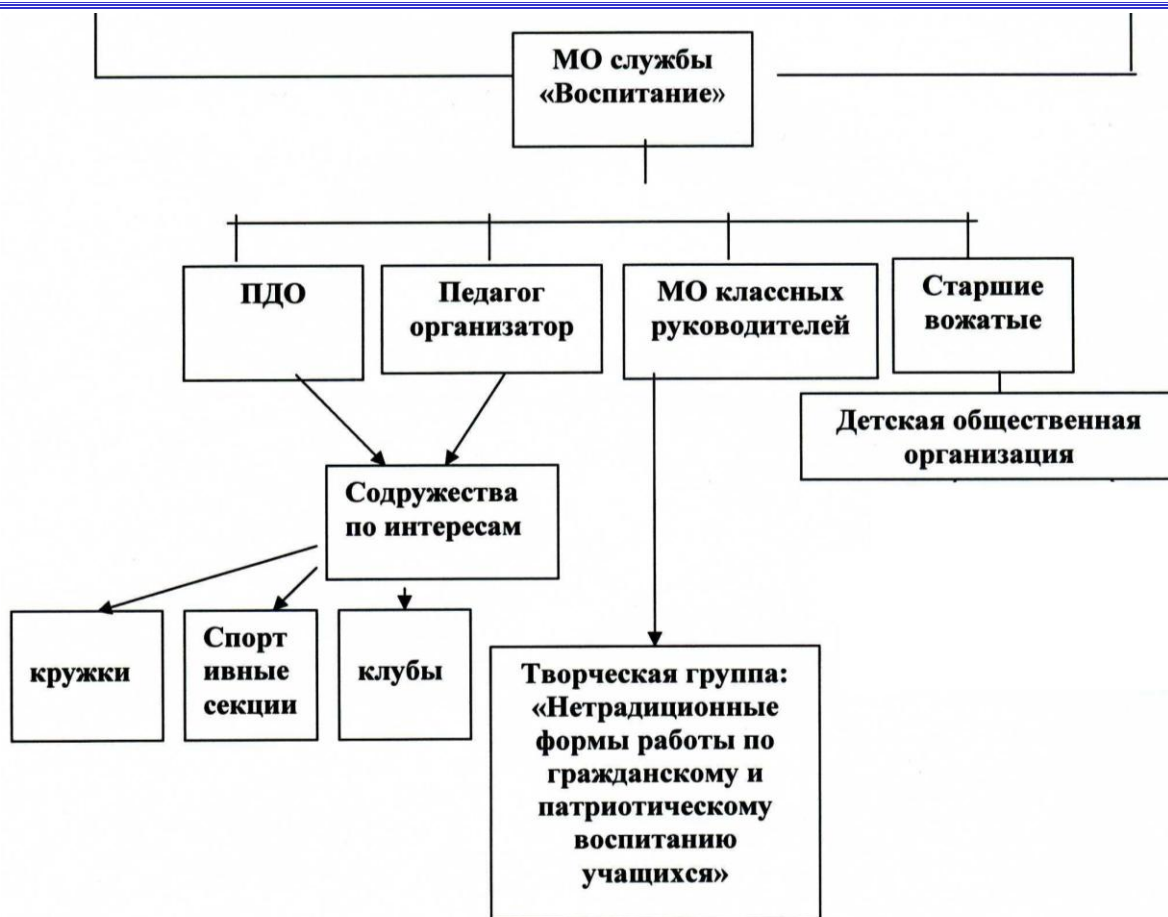 МО службы
«Воспитание»
ПДО
Педагог
организатор
МО классных
руководителей
Старшие
вожатые
Детская общественная
организация
Содружества
по интересам
кружки
Спорт
ивные
секции
клубы
Творческая группа:
«Нетрадиционные
формы работы по
гражданскому и
патриотическому
воспитанию
учащихся»